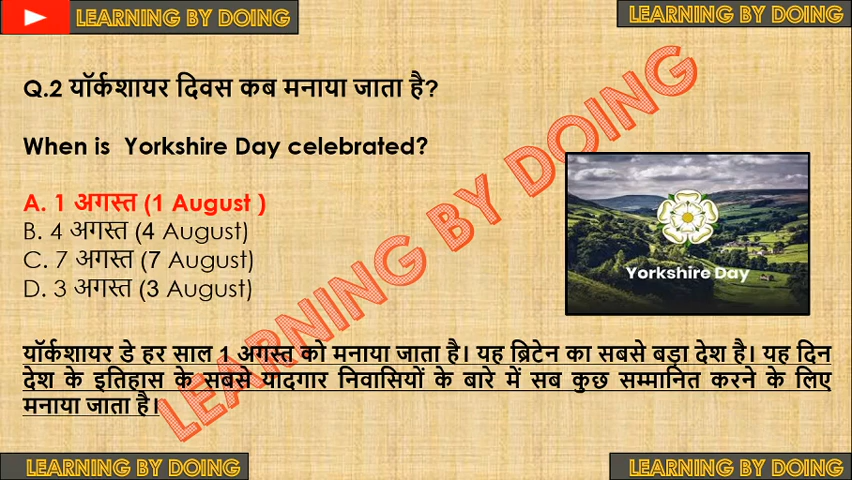 LEARNING BY DOING
LEARNING BY DOING
Q.2 यॉर्कशायर दिवस कब मनाया जाता है?
When is Yorkshire Day celebrated?
A. 1 अगस्त (1 August )
B. 4 अगस्त (4 August)
C. 7 अगस्त (7 August)
D. 3 अगस्त (3 August)
Yorkshire Day
LEARNING BY DOING
यॉर्कशायर डे हर साल 1 अगस्त को मनाया जाता है। यह ब्रिटेन का सबसे बड़ा देश है। यह दिन
देश के इतिहास के सबसे यादगार निवासियों के बारे में सब कुछ सम्मानित करने के लिए
मनाया जाता है।
LEARNING BY DOING
LEARNING BY DOING